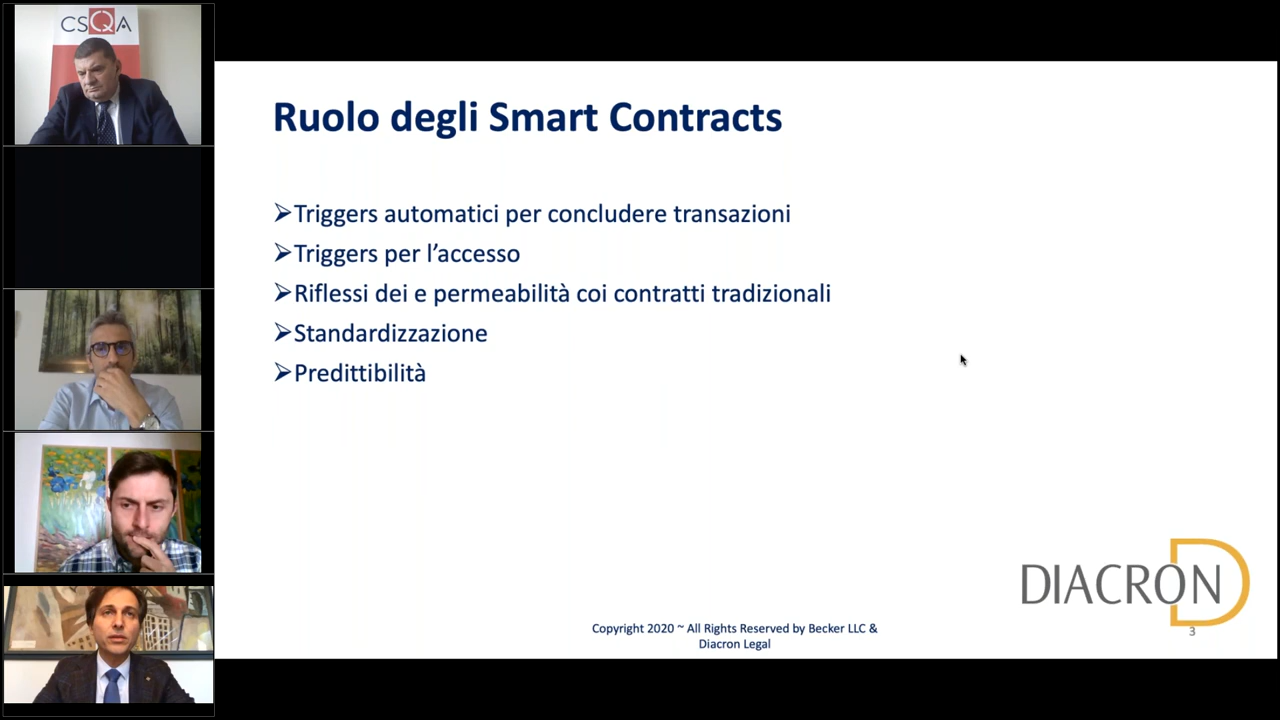 CSQA
Ruolo degli Smart Contracts
➢Triggers automatici per concludere transazioni
➢Triggers per l’accesso
➢Riflessi dei e permeabilità coi contratti tradizionali
➢Standardizzazione
➢Predittibilità
DIACRON
D
3
Copyright 2020 ~ All Rights Reserved by Becker LLC &
Diacron Legal